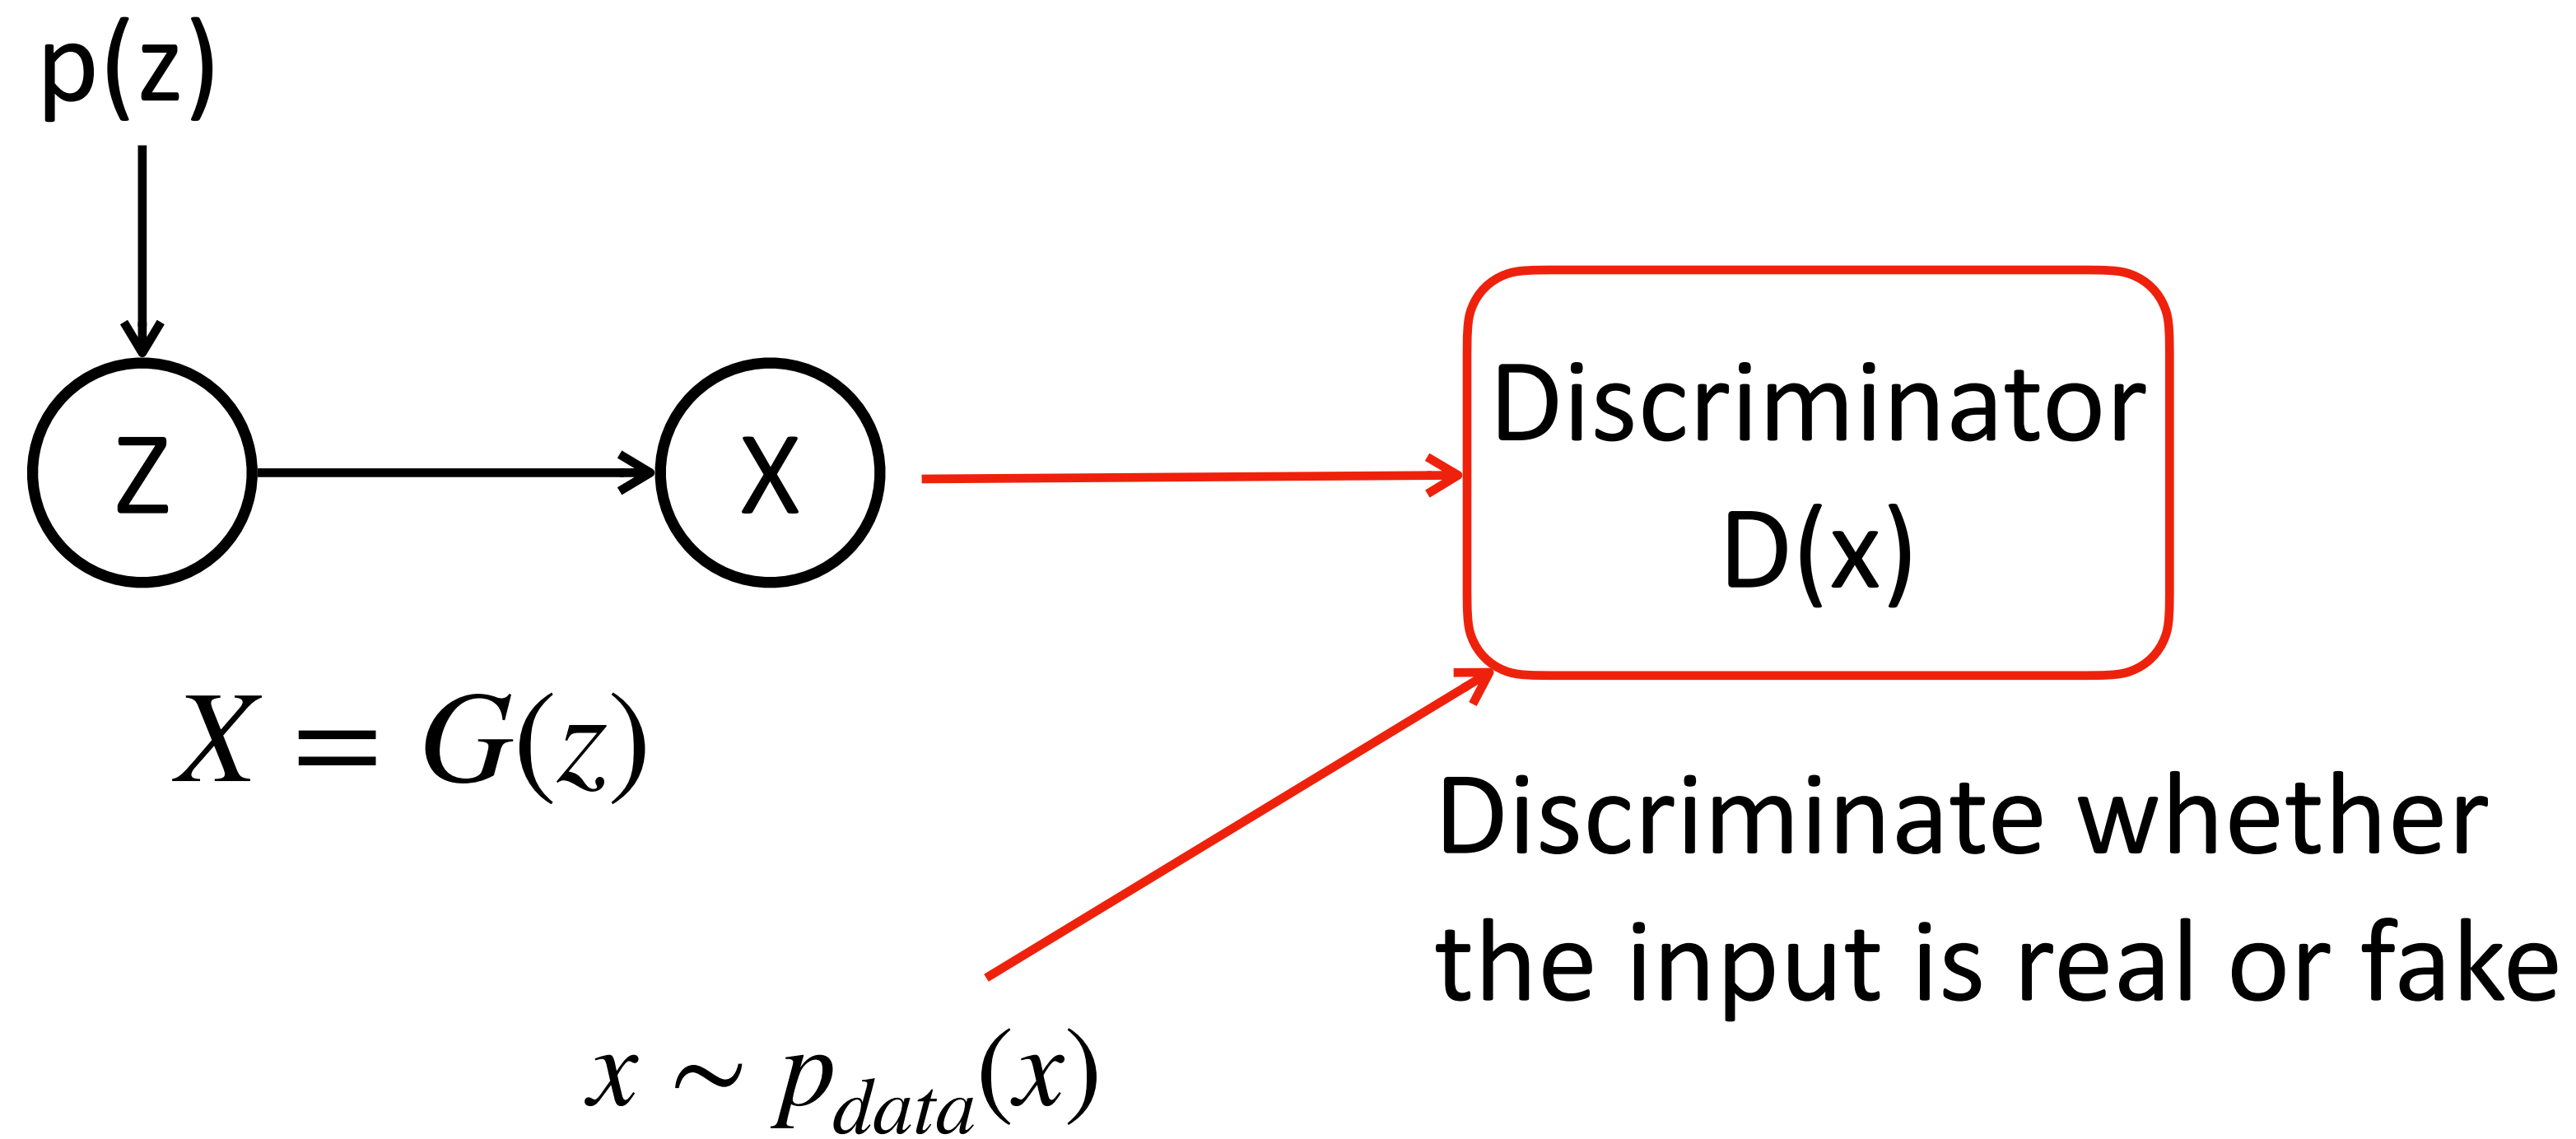 p(z)
Z
X
Discriminator
D(x)
X = G(z)
Discriminate whether
the input is real or fake
x ~ p_data(x)